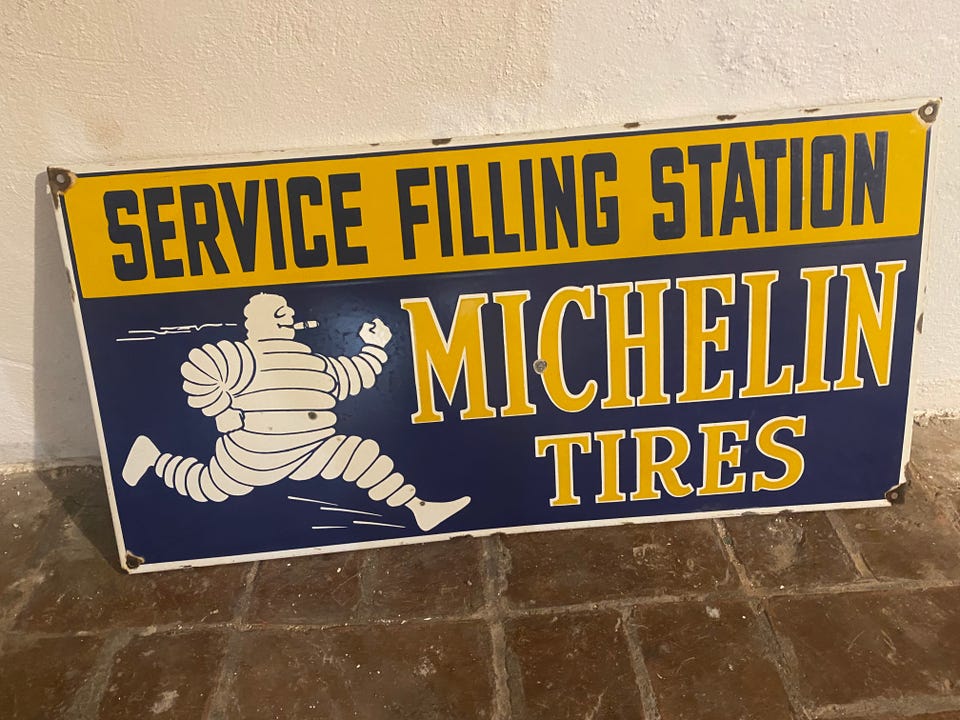 SERVICE FILLING STATION
MICHELIN
TIRES